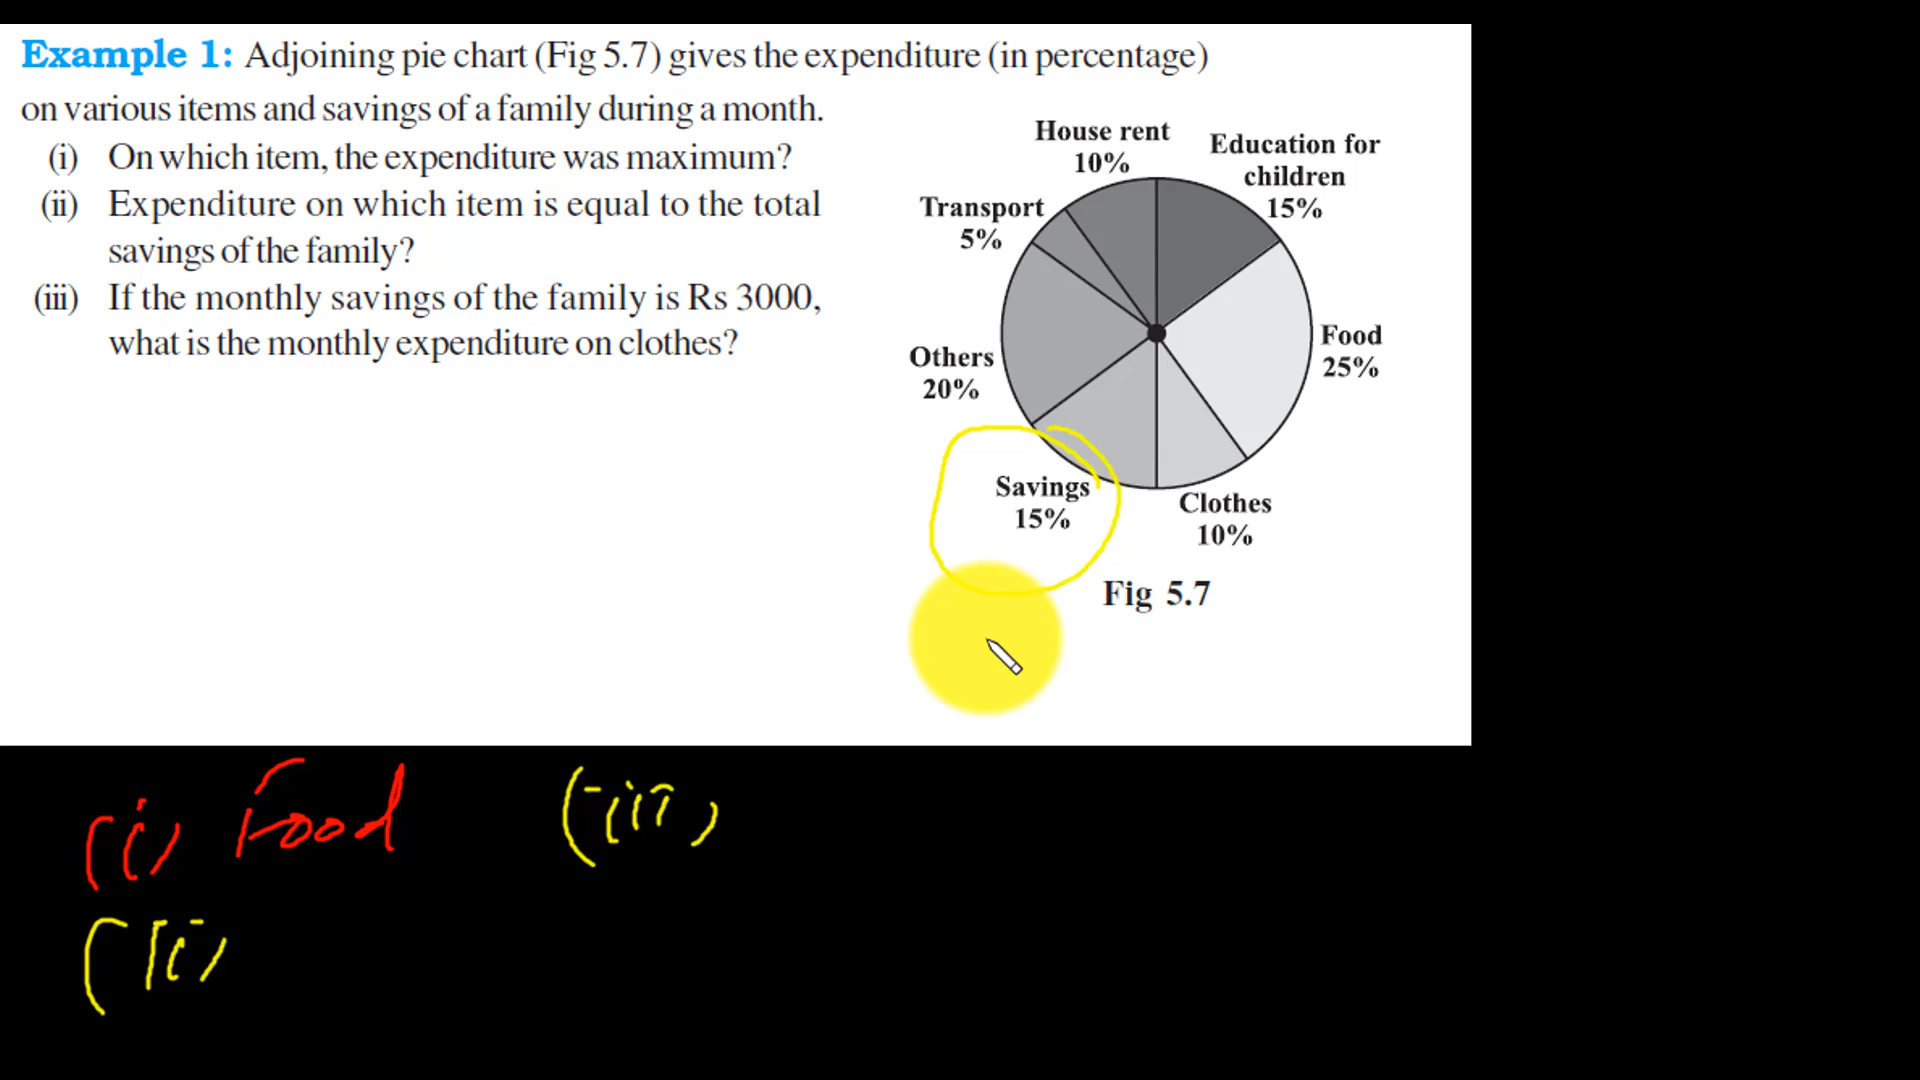 Example 1: Adjoining pie chart (Fig 5.7) gives the expenditure (in percentage)
on various items and savings of a family during a month.
(i) On which item, the expenditure was maximum?
(ii) Expenditure on which item is equal to the total
savings of the family?
(iii) If the monthly savings of the family is Rs 3000,
what is the monthly expenditure on clothes?
House rent
10%
Education for
children
15%
Transport
5%
Food
25%
Others
20%
Savings
15%
Clothes
10%
Fig 5.7
(i) Food
(iii)
(ii)